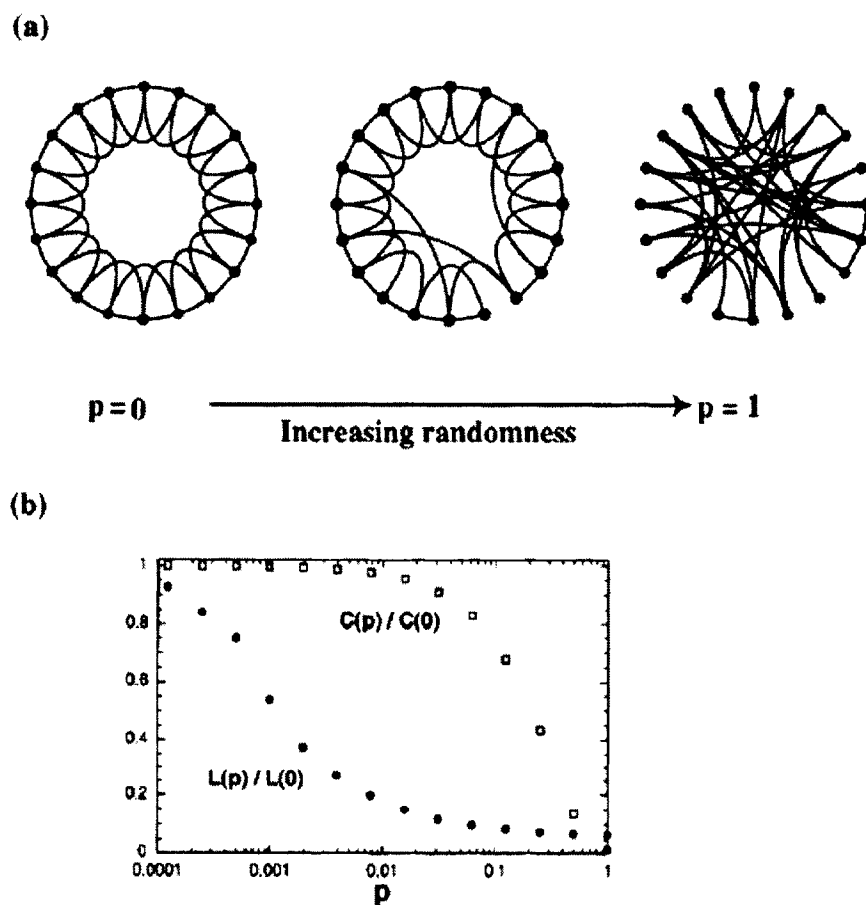 (a)
p = 0
p = 1
Increasing randomness
(b)
1
0.8
0.6
0.4
0.2
0
C(p) / C(0)
L(p) / L(0)
0.0001
0.001
0.01
0.1
1
p